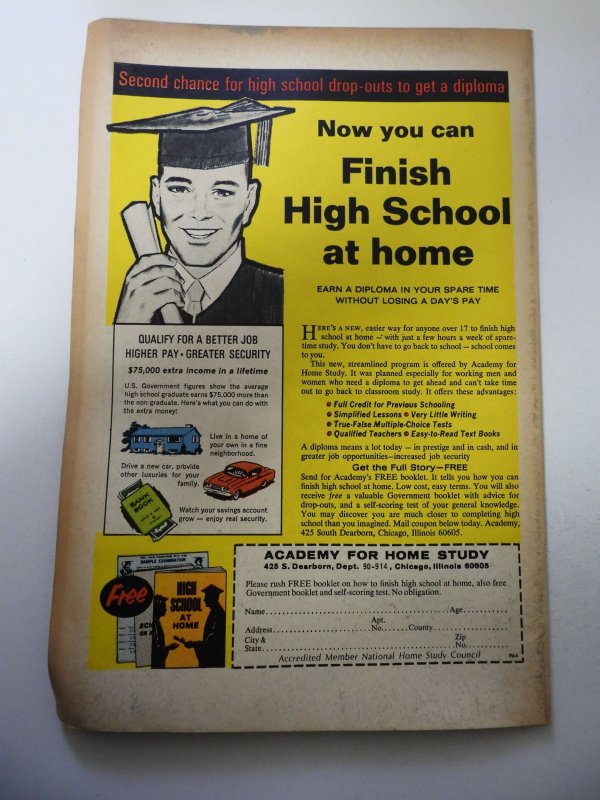 Second chance for high school drop-outs to get a diploma
Now you can
Finish
High School
at home
EARN A DIPLOMA IN YOUR SPARE TIME
WITHOUT LOSING A DAY'S PAY
HERE'S A NEW, easier way for anyone over 17 to finish high
school at home — with just a few hours a week of spare-
time study. You don't have to go back to school — school comes
to you.
This new, streamlined program is offered by Academy for
Home Study. It was planned especially for working men and
women who need a diploma to get ahead and can't take time
out to go back to classroom study. It offers these advantages:
Full Credit for Previous Schooling
Simplified Lessons • Very Little Writing
True-False Multiple-Choice Tests
Qualified Teachers • Easy-to-Read Text Books
A diploma means a lot today — in prestige and in cash, and in
greater job opportunities—increased job security
Get the Full Story—FREE
Send for Academy's FREE booklet. It tells you how you can
finish high school at home. Low cost, easy terms. You will also
receive free a valuable Government booklet with advice for
drop-outs, and a self-scoring test of your general knowledge.
You may discover you are much closer to completing high
school than you imagined. Mail coupon below today. Academy,
425 South Dearborn, Chicago, Illinois 60605.
QUALIFY FOR A BETTER JOB
HIGHER PAY • GREATER SECURITY
$75,000 extra income in a lifetime
U.S. Government figures show the average
high school graduate earns $75,000 more than
the non-graduate. Here's what you can do with
the extra money:
Live in a home of
your own in a fine
neighborhood.
Drive a new car, provide
other luxuries for your
family.
BANK
BOOK
Watch your savings account
grow — enjoy real security.
Free
SAMPLE EXAMINATION
HIGH
SCHOOL
AT
HOME
ACADEMY FOR HOME STUDY
425 S. Dearborn, Dept. 90-914, Chicago, Illinois 60605
Please rush FREE booklet on how to finish high school at home, also free
Government booklet and self-scoring test. No obligation.
Name Age
Apt.
Address No. County
City & Zip
State No.
Accredited Member National Home Study Council 964